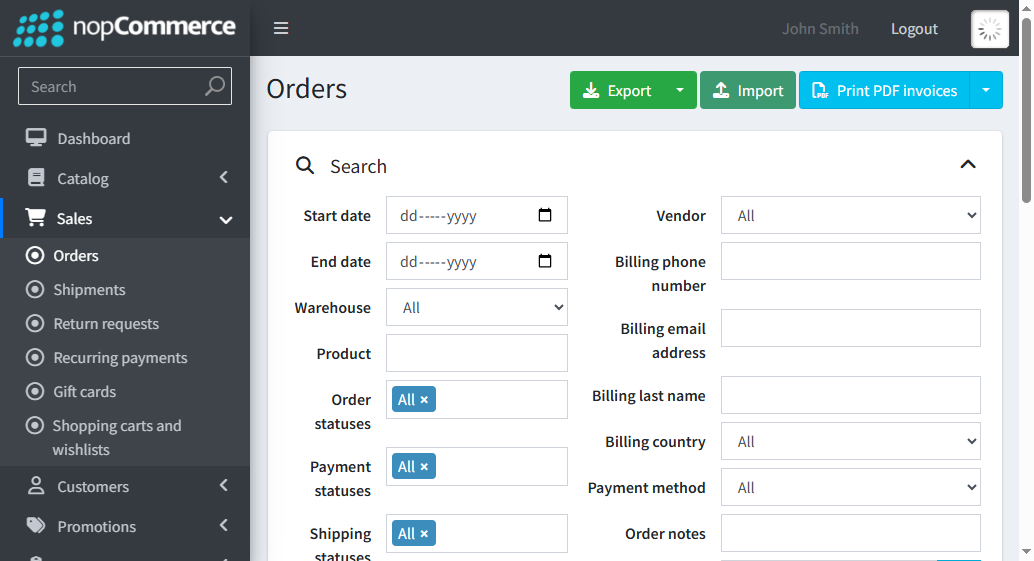 nopCommerce
John Smith
Logout
Search
Dashboard
Catalog
Sales
Orders
Shipments
Return requests
Recurring payments
Gift cards
Shopping carts and
wishlists
Customers
Promotions
Orders
Export
Import
PDF
Print PDF invoices
Search
Start date
dd-----yyyy
End date
dd-----yyyy
Warehouse
All
Product
Order
statuses
All ×
Payment
statuses
All ×
Shipping
statuses
All ×
Vendor
All
Billing phone
number
Billing email
address
Billing last name
Billing country
All
Payment method
All
Order notes